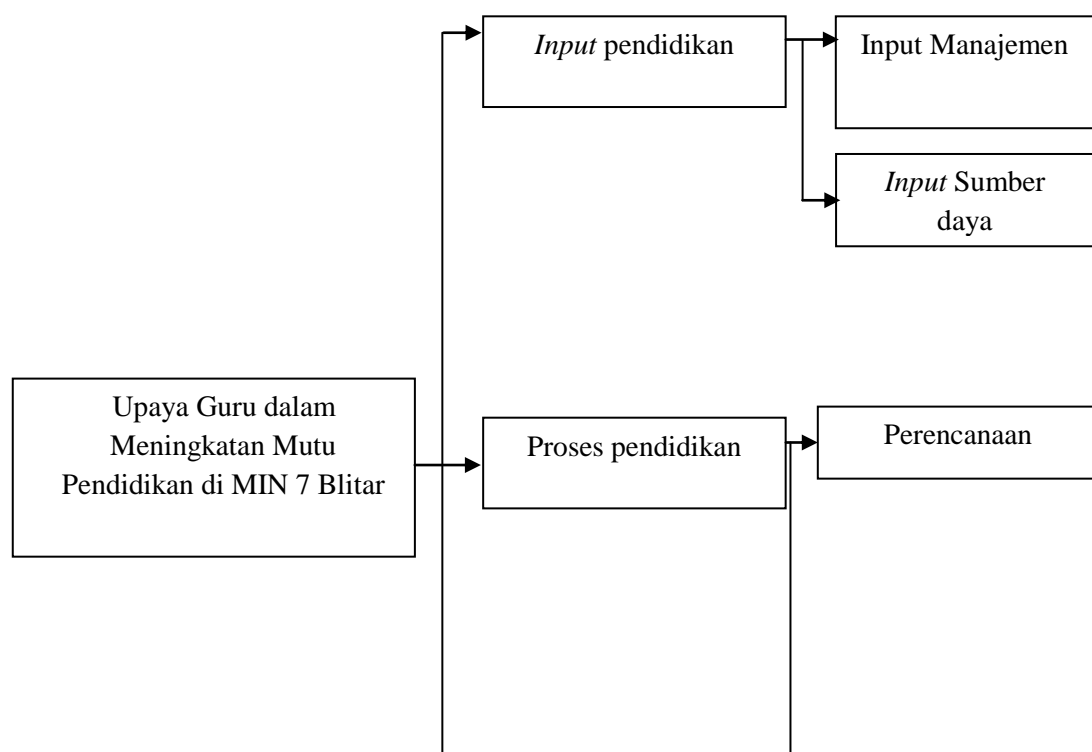 Input pendidikan
Input Manajemen
Input Sumber
daya
Upaya Guru dalam
Meningkatan Mutu
Pendidikan di MIN 7 Blitar
Proses pendidikan
Perencanaan